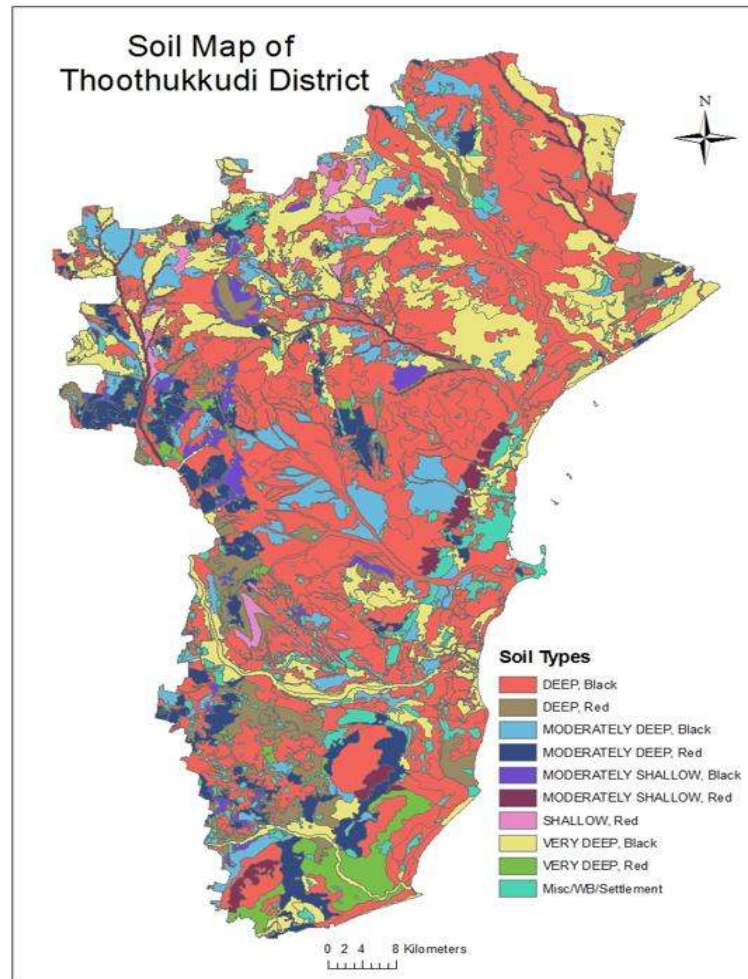 Soil Map of
Thoothukkudi District
N
Soil Types
DEEP, Black
DEEP, Red
MODERATELY DEEP, Black
MODERATELY DEEP, Red
MODERATELY SHALLOW, Black
MODERATELY SHALLOW, Red
SHALLOW, Red
VERY DEEP, Black
VERY DEEP, Red
Misc/WB/Settlement
0 2 4 8 Kilometers